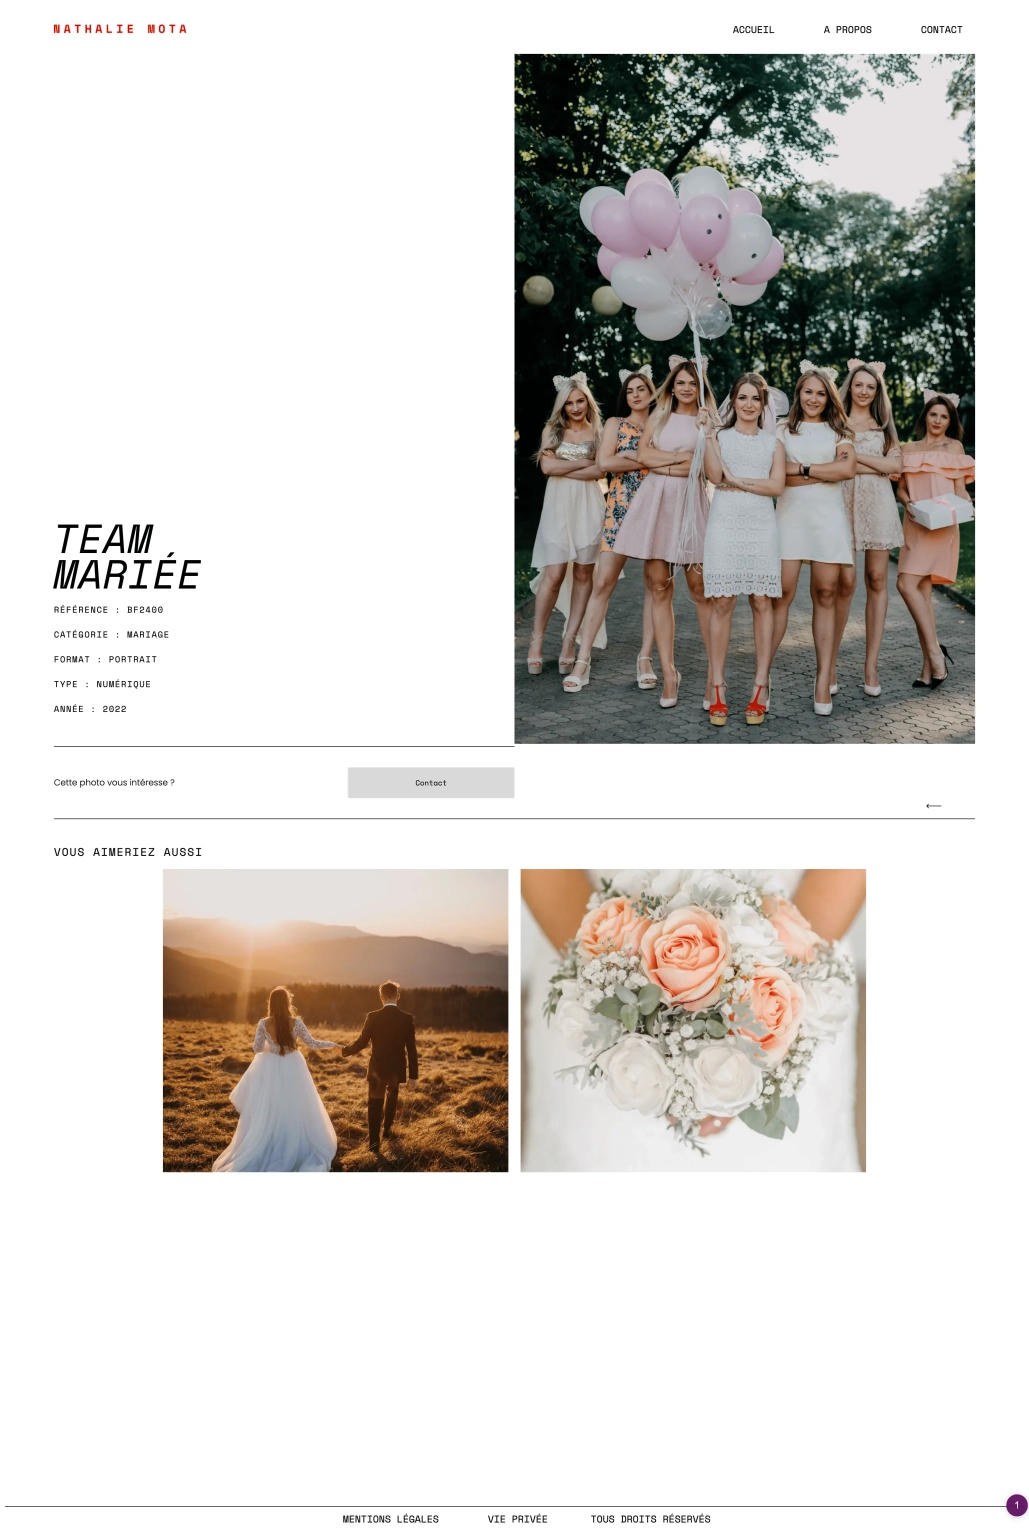 NATHALIE MOTA
ACCUEIL A PROPOS CONTACT
TEAM
MARIÉE
RÉFÉRENCE : BF2400
CATÉGORIE : MARIAGE
FORMAT : PORTRAIT
TYPE : NUMÉRIQUE
ANNÉE : 2022
Cette photo vous intéresse ?
Contact
VOUS AIMERIEZ AUSSI
1
MENTIONS LÉGALES VIE PRIVÉE TOUS DROITS RÉSERVÉS